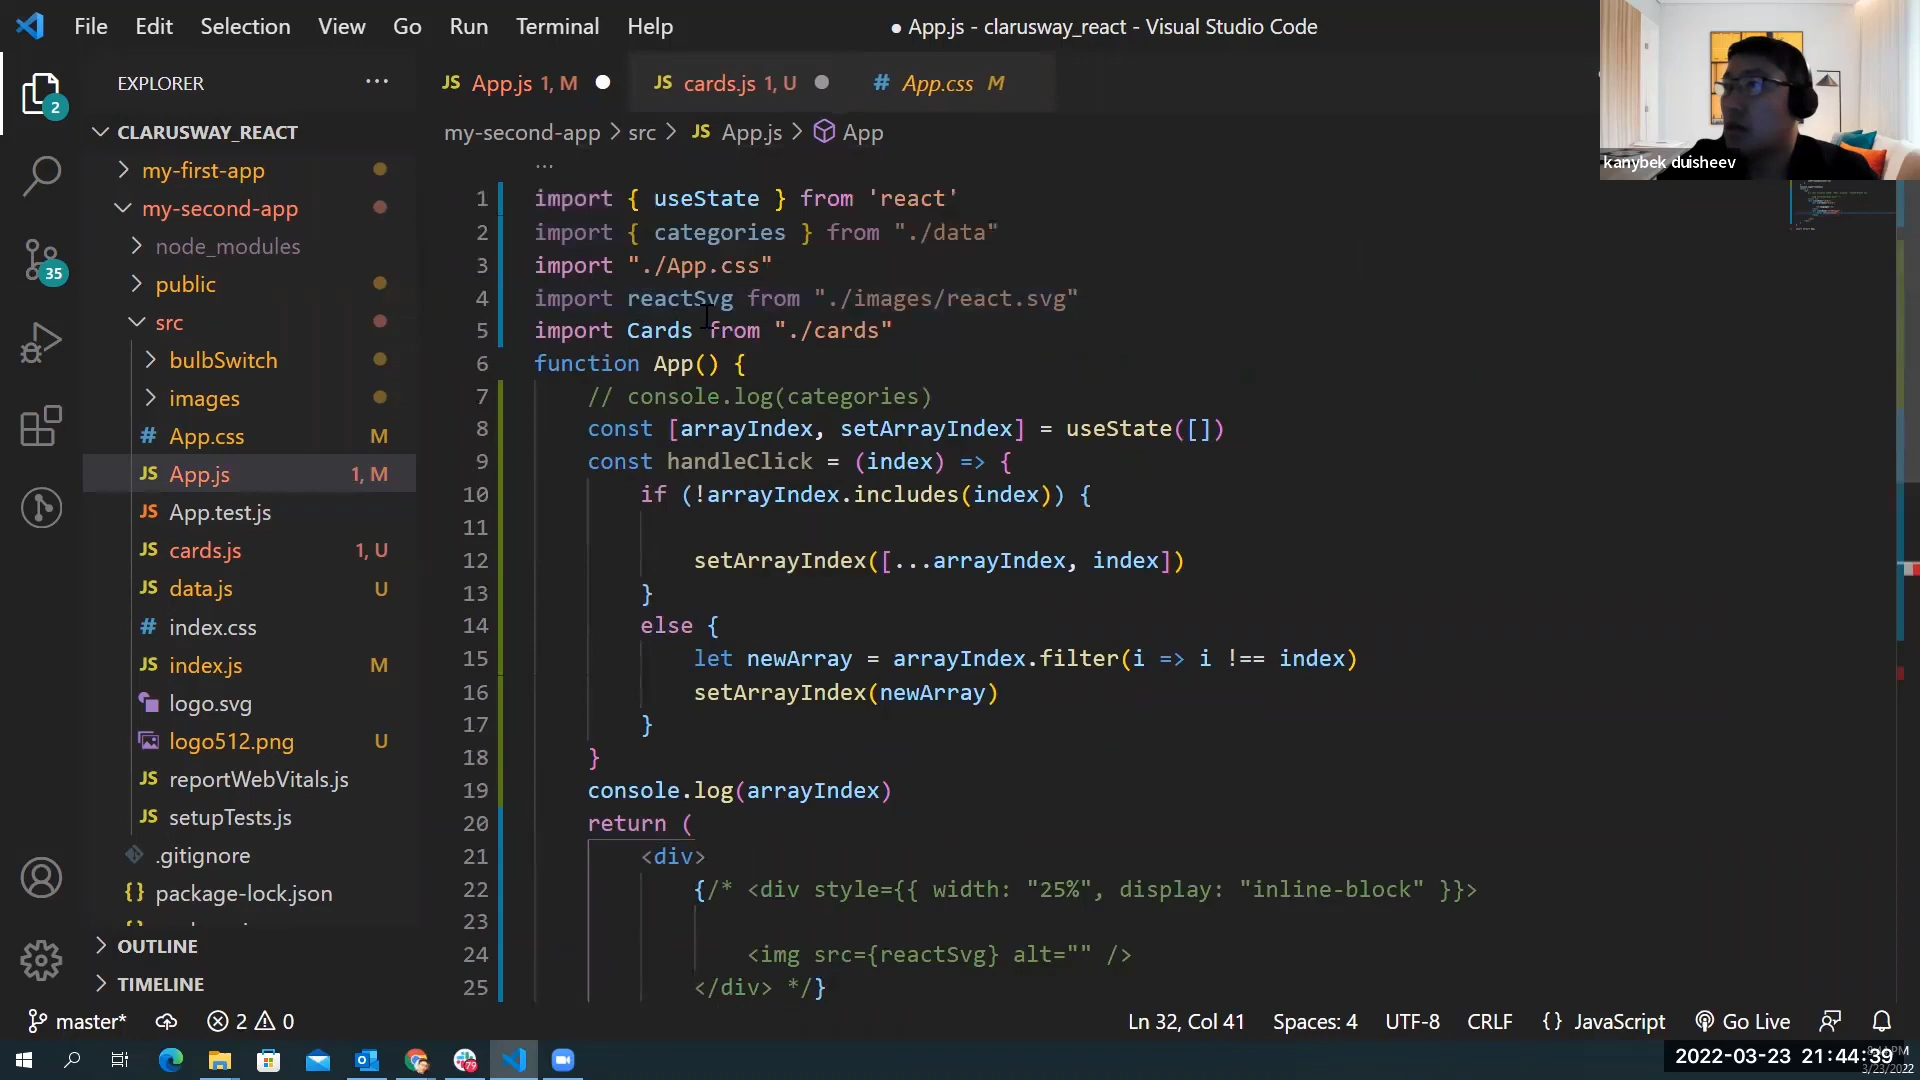 File Edit Selection View Go Run Terminal Help
● App.js - clarusway_react - Visual Studio Code
kanybek duisheev
EXPLORER ...
JS App.js 1, M
JS cards.js 1, U
# App.css M
CLARUSWAY_REACT
my-second-app > src > JS App.js > App
my-first-app
my-second-app
node_modules
public
src
bulbSwitch
images
# App.css M
JS App.js 1, M
JS App.test.js
JS cards.js 1, U
JS data.js U
# index.css
JS index.js M
logo.svg
logo512.png U
JS reportWebVitals.js
JS setupTests.js
.gitignore
{} package-lock.json
OUTLINE
TIMELINE
2
35
...
1 import { useState } from 'react'
2 import { categories } from "./data"
3 import "./App.css"
4 import reactSvg from "./images/react.svg"
5 import Cards from "./cards"
6 function App() {
7 // console.log(categories)
8 const [arrayIndex, setArrayIndex] = useState([])
9 const handleClick = (index) => {
10 if (!arrayIndex.includes(index)) {
11
12 setArrayIndex([...arrayIndex, index])
13 }
14 else {
15 let newArray = arrayIndex.filter(i => i !== index)
16 setArrayIndex(newArray)
17 }
18 }
19 console.log(arrayIndex)
20 return (
21 <div>
22 {/* <div style={{ width: "25%", display: "inline-block" }}>
23
24 <img src={reactSvg} alt="" />
25 </div> */}
master* 2 0
Ln 32, Col 41 Spaces: 4 UTF-8 CRLF {} JavaScript Go Live
79
2022-03-23 21:44:39
3/23/2022